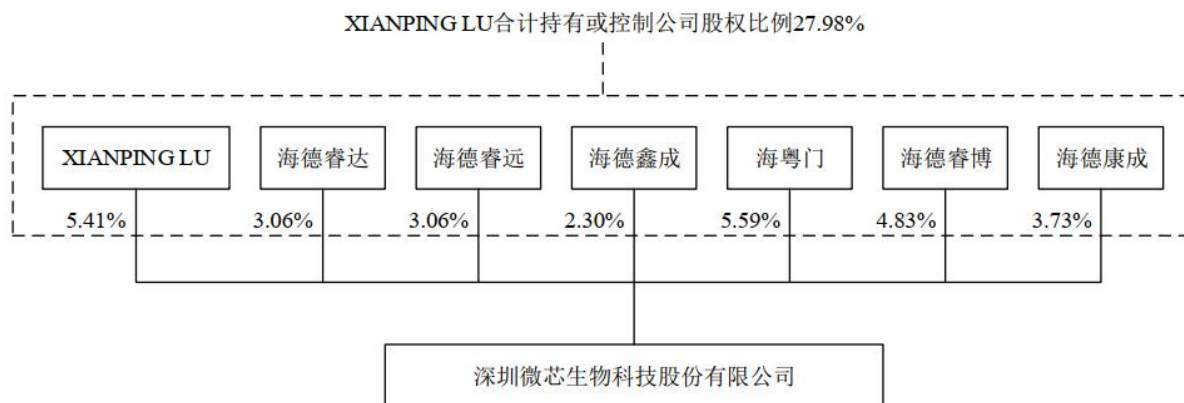 XIANPING LU合计持有或控制公司股权比例27.98%
XIANPING LU
海德睿达
海德睿远
海德鑫成
海粤门
海德睿博
海德康成
5.41%
3.06%
3.06%
2.30%
5.59%
4.83%
3.73%
深圳微芯生物科技股份有限公司